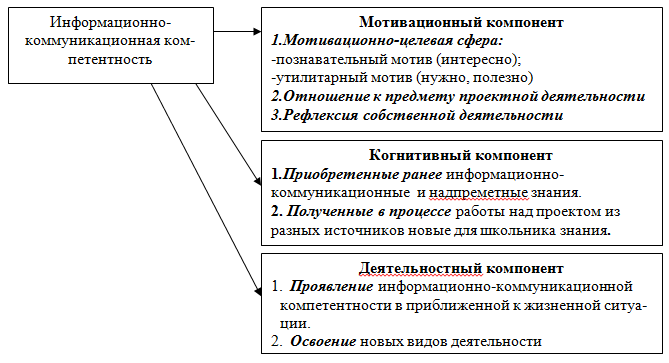 Информационно-
коммуникационная ком-
петентность
Мотивационный компонент
1.Мотивационно-целевая сфера:
-познавательный мотив (интересно);
-утилитарный мотив (нужно, полезно)
2.Отношение к предмету проектной деятельности
3.Рефлексия собственной деятельности
Когнитивный компонент
1.Приобретенные ранее информационно-
коммуникационные и надпреметные знания.
2. Полученные в процессе работы над проектом из
разных источников новые для школьника знания.
Деятельностный компонент
1. Проявление информационно-коммуникационной
компетентности в приближенной к жизненной ситуа-
ции.
2. Освоение новых видов деятельности